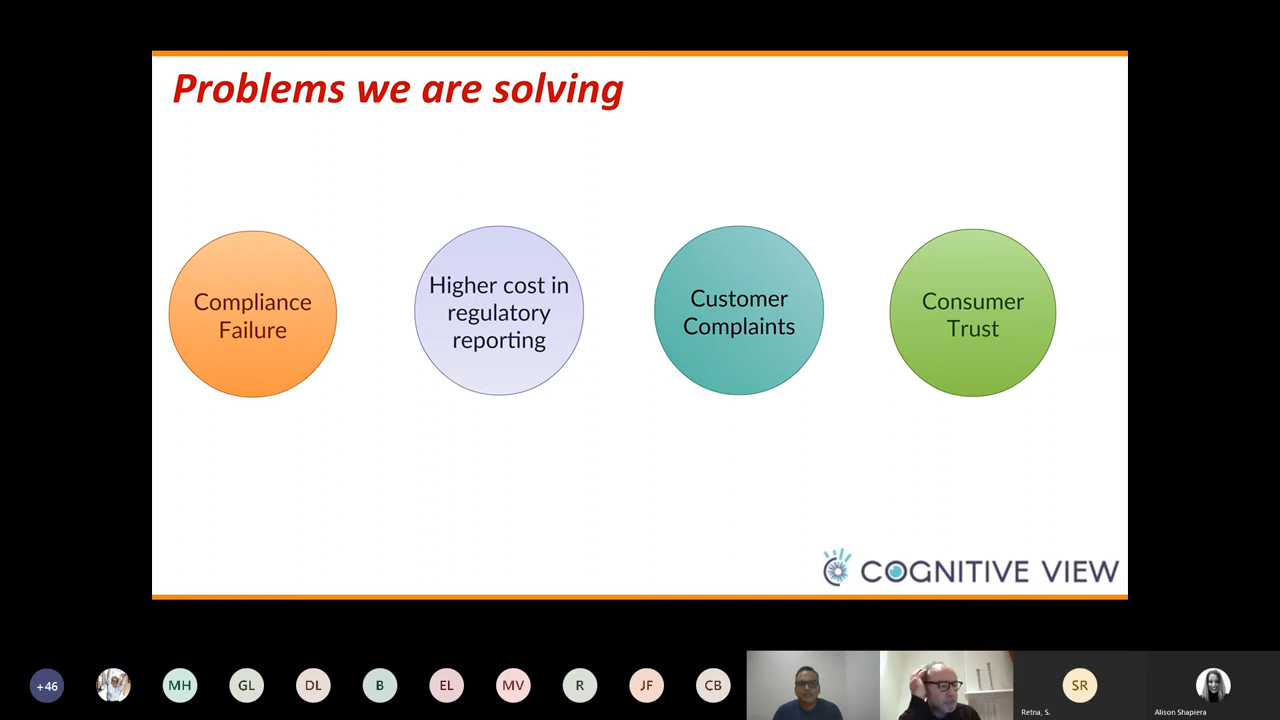 Problems we are solving
Compliance
Failure
Higher cost in
regulatory
reporting
Customer
Complaints
Consumer
Trust
COGNITIVE VIEW
+46
MH
GL
DL
B
EL
MV
R
JF
CB
SR
Retna, S.
Alison Shapiera